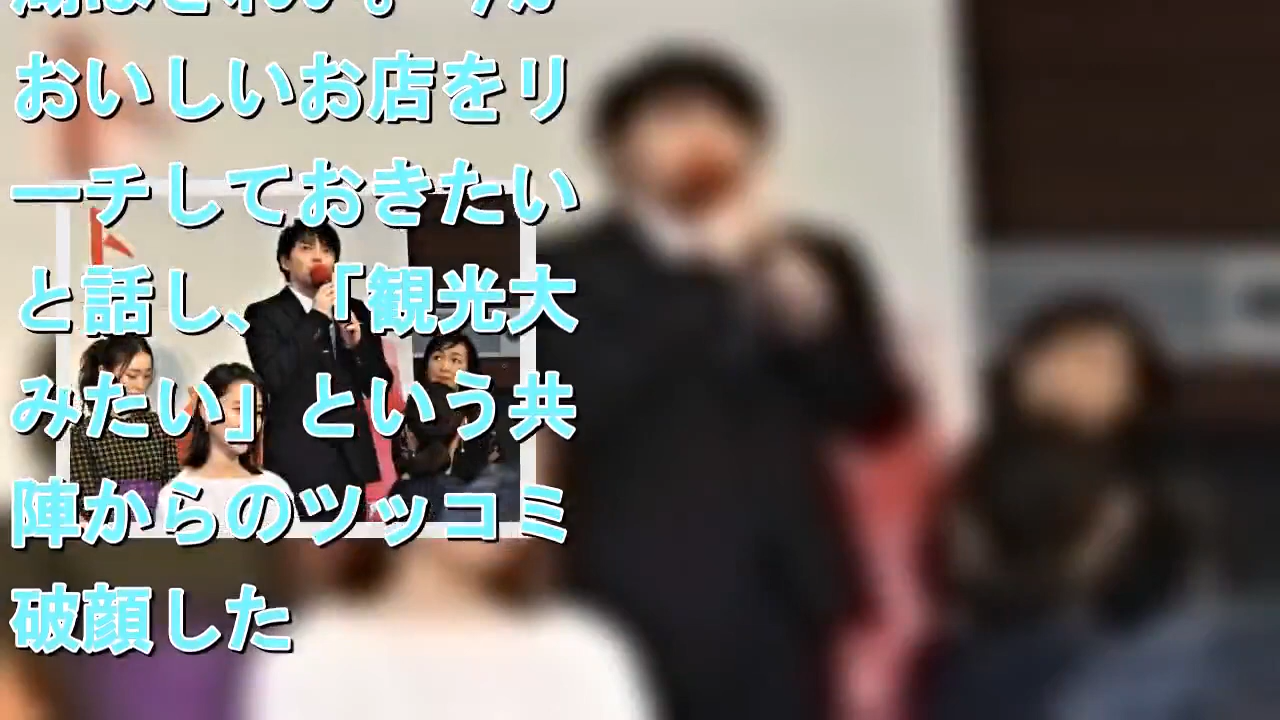 おいしいお店をリ
ーチしておきたい
と話し、「観光大
みたい」という共
陣からのツッコミ
破顔した